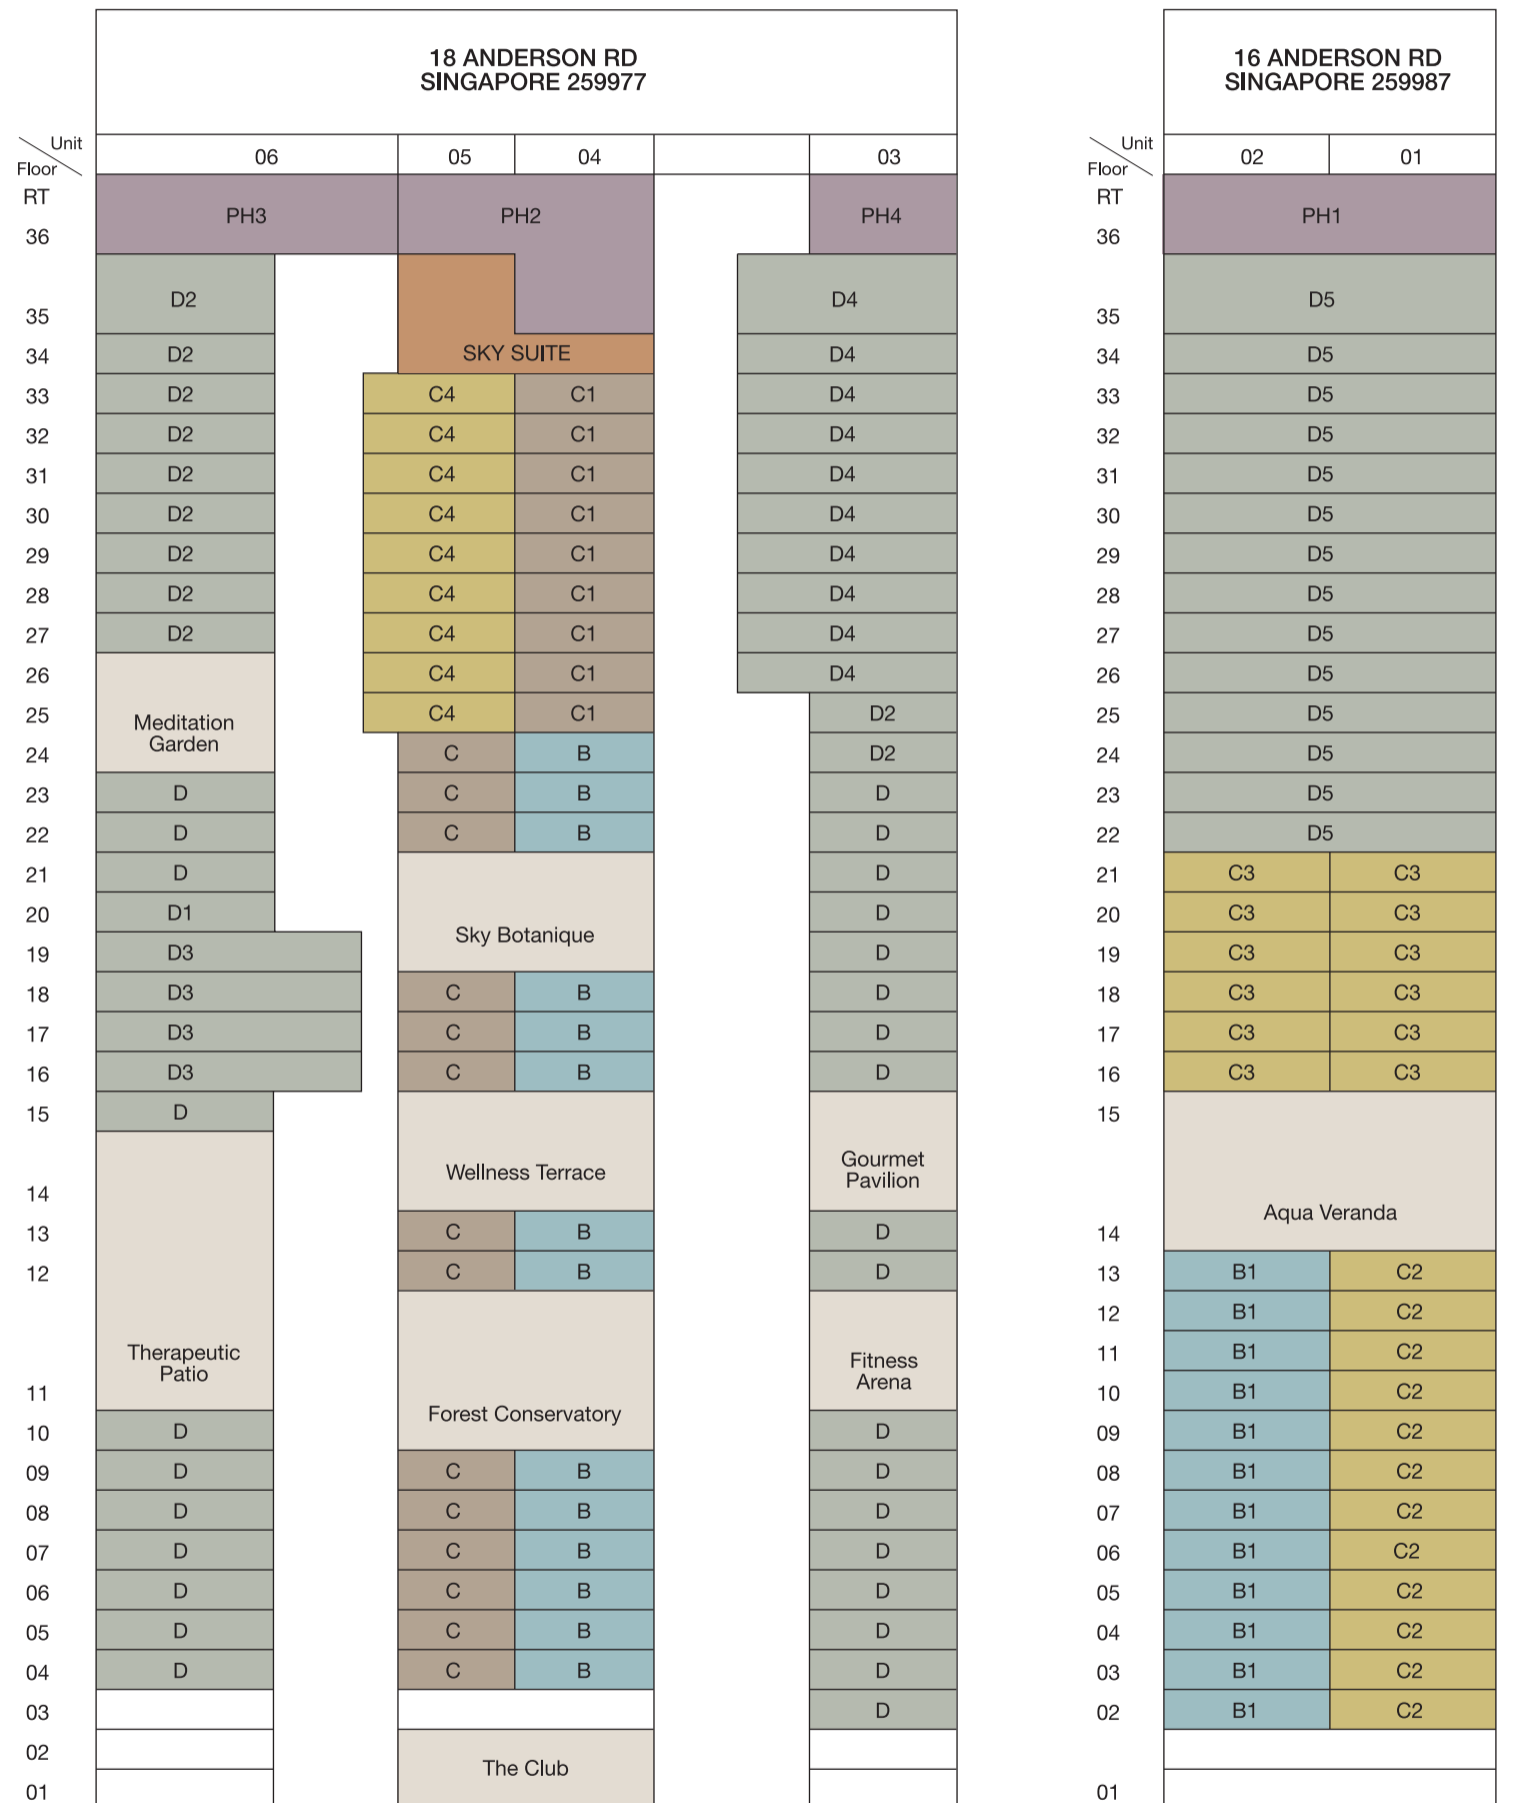 18 ANDERSON RD
SINGAPORE 259977
16 ANDERSON RD
SINGAPORE 259987
Unit
Floor
06 05 04 03
Unit
Floor
02 01
RT RT
PH3 PH2 PH4 PH1
36 36
D2 D4 D5
35 35
34 D2 SKY SUITE D4 34 D5
33 D2 C4 C1 D4 33 D5
32 D2 C4 C1 D4 32 D5
31 D2 C4 C1 D4 31 D5
30 D2 C4 C1 D4 30 D5
29 D2 C4 C1 D4 29 D5
28 D2 C4 C1 D4 28 D5
27 D2 C4 C1 D4 27 D5
26 C4 C1 D4 26 D5
25 C4 C1 D2 25 D5
Meditation
Garden
24 C B D2 24 D5
23 D C B D 23 D5
22 D C B D 22 D5
21 D D 21 C3 C3
20 D1 D 20 C3 C3
Sky Botanique
19 D3 D 19 C3 C3
18 D3 C B D 18 C3 C3
17 D3 C B D 17 C3 C3
16 D3 C B D 16 C3 C3
15 D 15
Wellness Terrace
Gourmet
Pavilion
14
Aqua Veranda
13 C B D 14
12 C B D 13 B1 C2
12 B1 C2
Therapeutic
Patio
Fitness
Arena
11 B1 C2
11 10 B1 C2
Forest Conservatory
10 D D 09 B1 C2
09 D C B D 08 B1 C2
08 D C B D 07 B1 C2
07 D C B D 06 B1 C2
06 D C B D 05 B1 C2
05 D C B D 04 B1 C2
04 D C B D 03 B1 C2
03 D 02 B1 C2
02
The Club
01 01